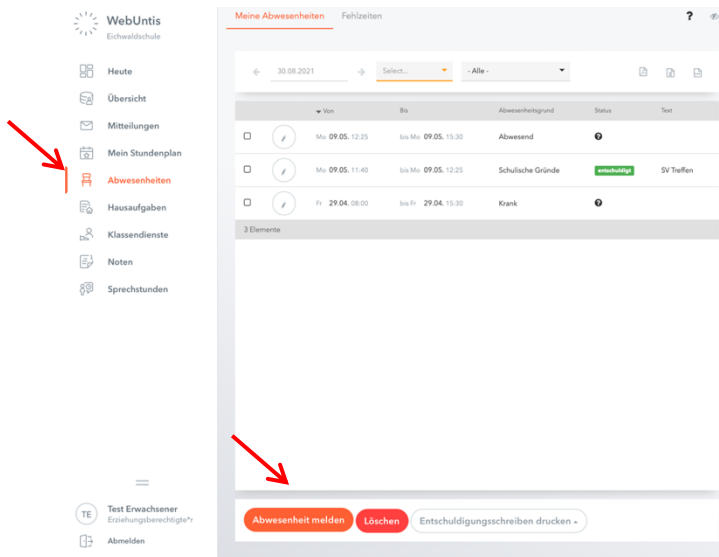 WebUntis
Eichwaldschule
Heute
Übersicht
Mitteilungen
Mein Stundenplan
Abwesenheiten
Hausaufgaben
Klassendienste
Noten
Sprechstunden
TE
Test Erwachsener
Erziehungsberechtigte*r
Abmelden
Meine Abwesenheiten Fehlzeiten ?
30.08.2021 Select... - Alle -
Von Bis Abwesenheitsgrund Status Text
Mo 09.05. 12:25 bis Mo 09.05. 15:30 Abwesend ?
Mo 09.05. 11:40 bis Mo 09.05. 12:25 Schulische Gründe entschuldigt SV Treffen
Fr 29.04. 08:00 bis Fr 29.04. 15:30 Krank ?
3 Elemente
Abwesenheit melden Löschen Entschuldigungsschreiben drucken